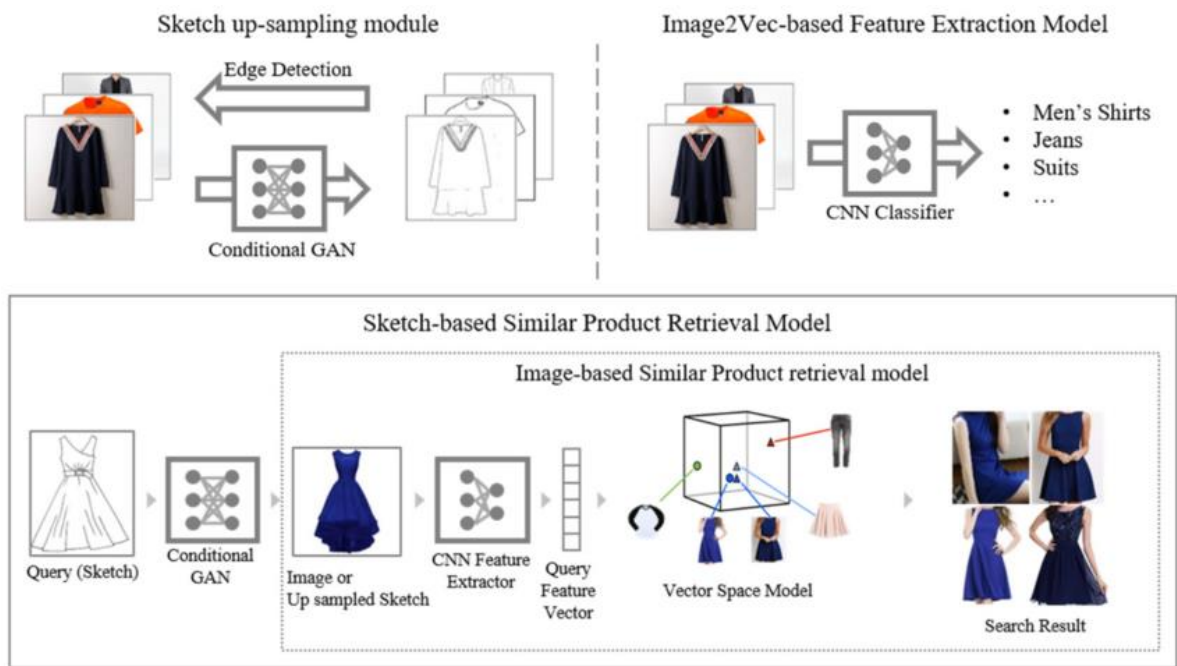 Sketch up-sampling module
Edge Detection
Conditional GAN
Image2Vec-based Feature Extraction Model
CNN Classifier
• Men's Shirts
• Jeans
• Suits
• …
Sketch-based Similar Product Retrieval Model
Image-based Similar Product retrieval model
Query (Sketch)
Conditional
GAN
Image or
Up sampled Sketch
CNN Feature
Extractor
Query
Feature
Vector
Vector Space Model
Search Result